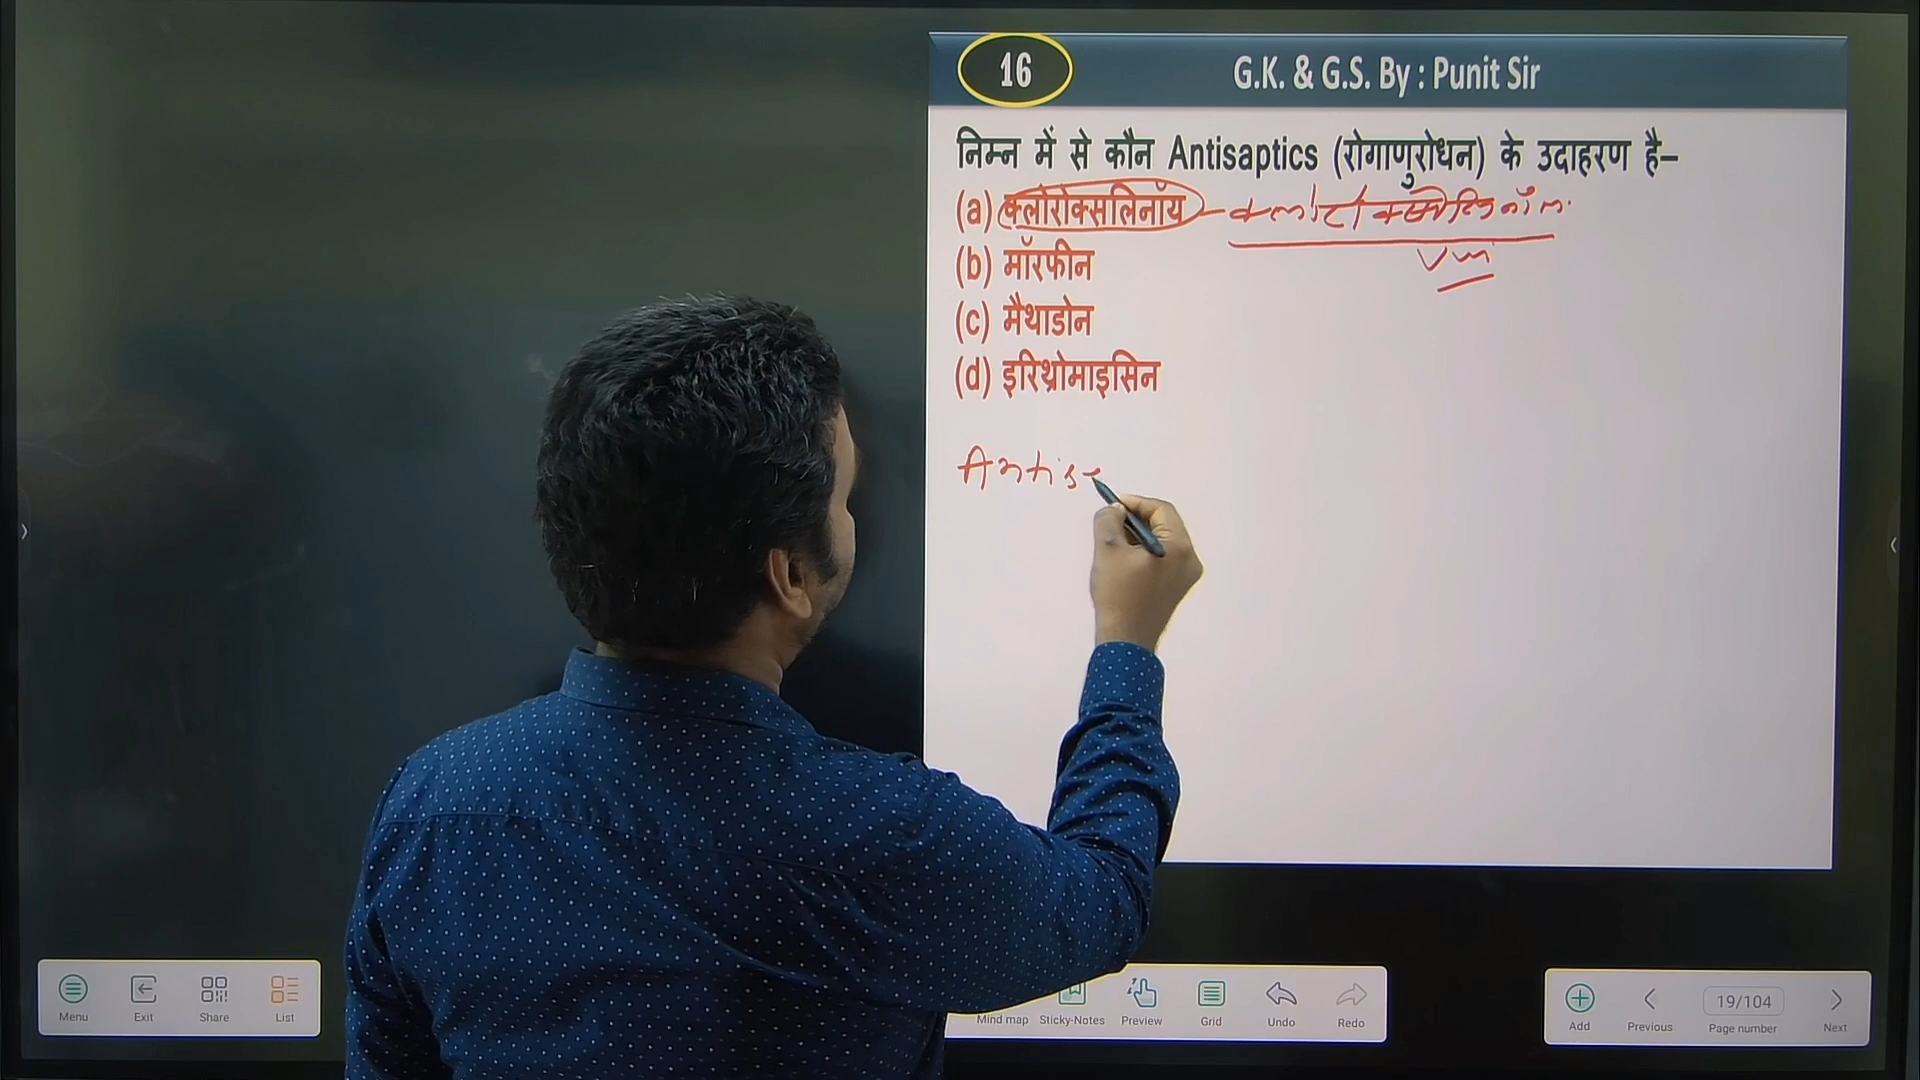 16
G.K. & G.S. By : Punit Sir
निम्न में से कौन Antisaptics (रोगाणुरोधन) के उदाहरण है–
(a) क्लोरोक्सलिनॉय
(b) मॉरफीन
(c) मैथाडोन
(d) इरिथ्रोमाइसिन
Antis
Menu
Exit
Share
List
Mind map
Sticky-Notes
Preview
Grid
Undo
Redo
Add
Previous
19/104
Page number
Next